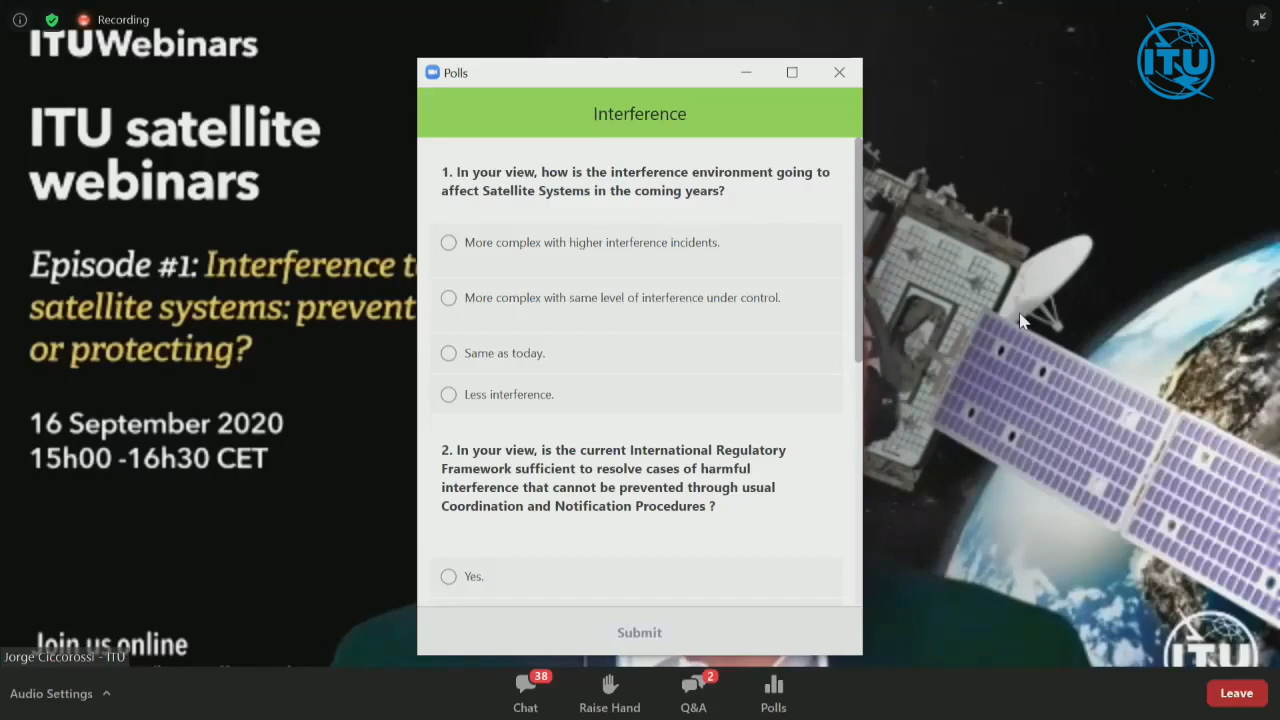 Recording
ITUWebinars
ITU
ITU satellite
webinars
Episode #1: Interference t
satellite systems: prevent
or protecting?
16 September 2020
15h00 -16h30 CET
Join us online
Jorge Ciccorossi - ITU
Polls
Interference
1. In your view, how is the interference environment going to
affect Satellite Systems in the coming years?
More complex with higher interference incidents.
More complex with same level of interference under control.
Same as today.
Less interference.
2. In your view, is the current International Regulatory
Framework sufficient to resolve cases of harmful
interference that cannot be prevented through usual
Coordination and Notification Procedures ?
Yes.
Submit
ITU
Audio Settings
38
Chat
Raise Hand
2
Q&A
Polls
Leave